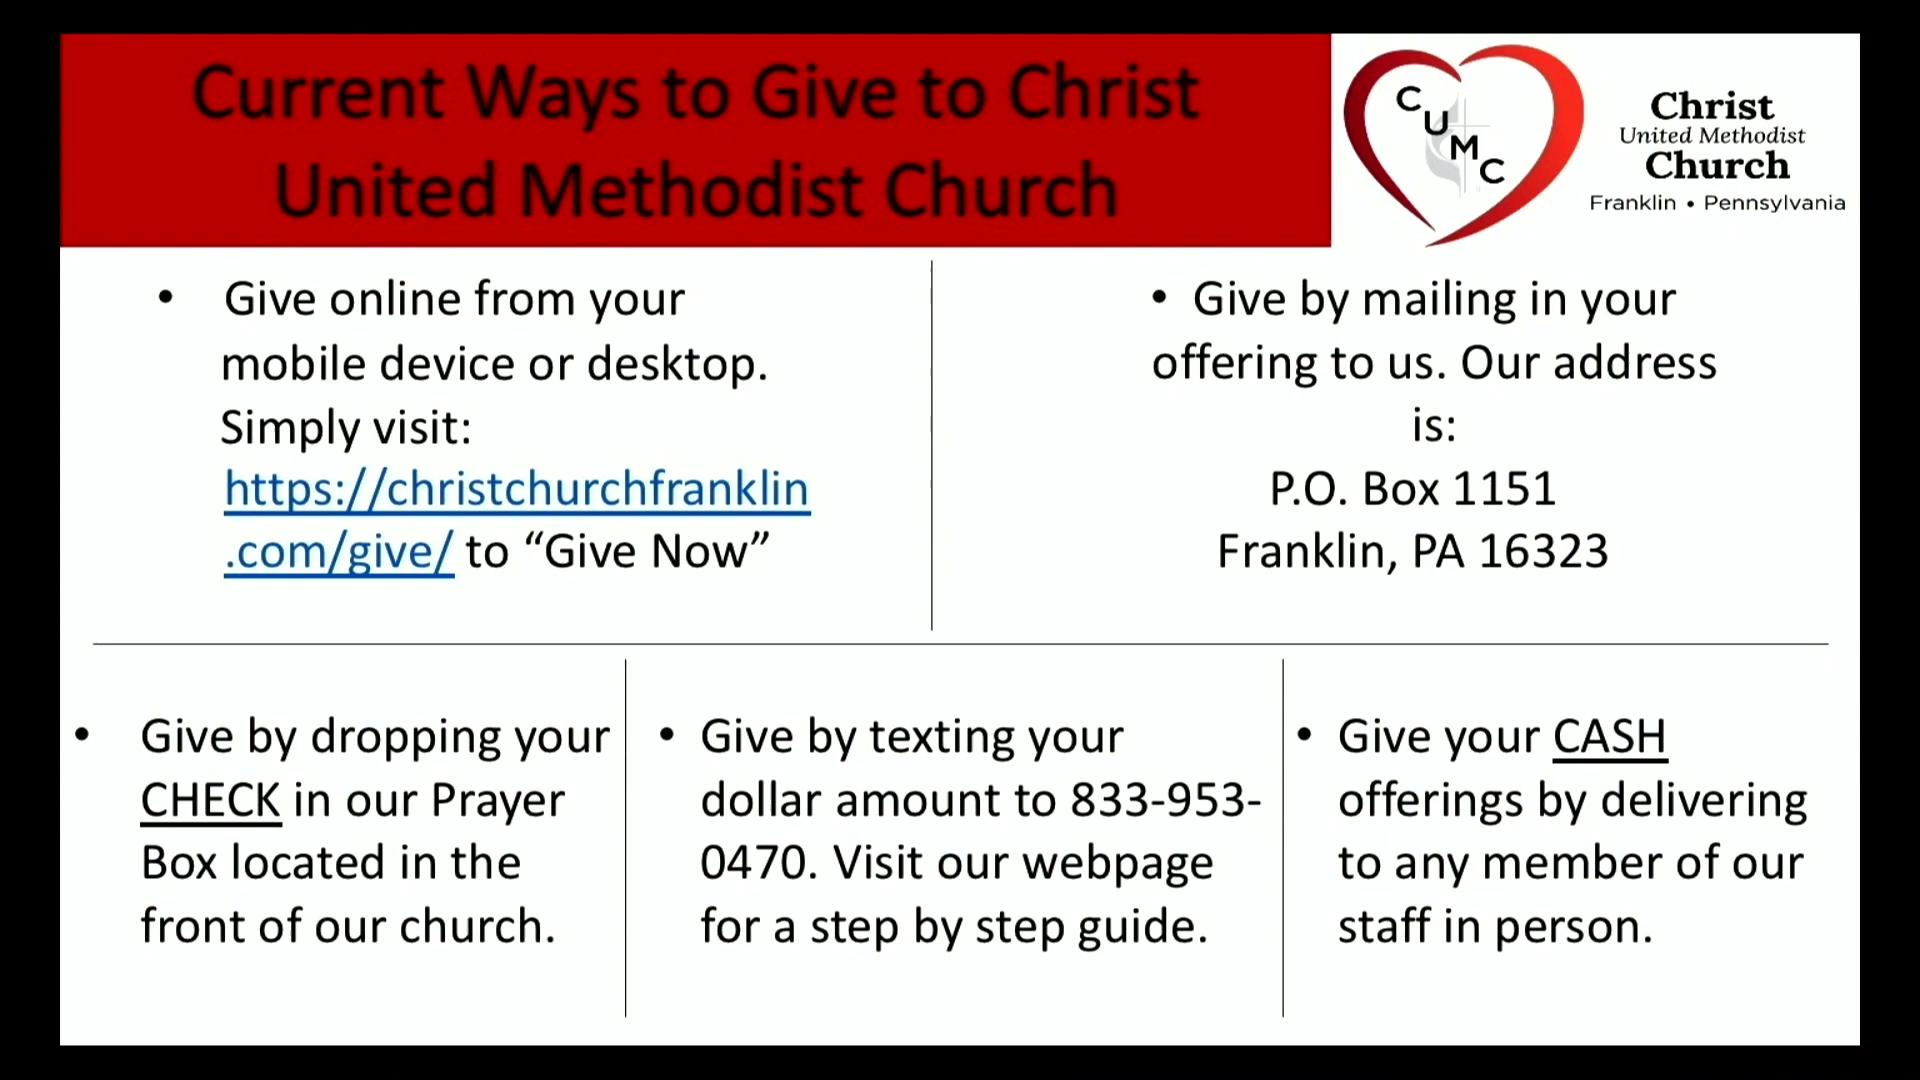 Current Ways to Give to Christ
United Methodist Church
C
U
M
C
Christ
United Methodist
Church
Franklin • Pennsylvania
• Give online from your
mobile device or desktop.
Simply visit:
https://christchurchfranklin
.com/give/ to “Give Now”
• Give by mailing in your
offering to us. Our address
is:
P.O. Box 1151
Franklin, PA 16323
• Give by dropping your
CHECK in our Prayer
Box located in the
front of our church.
• Give by texting your
dollar amount to 833-953-
0470. Visit our webpage
for a step by step guide.
• Give your CASH
offerings by delivering
to any member of our
staff in person.